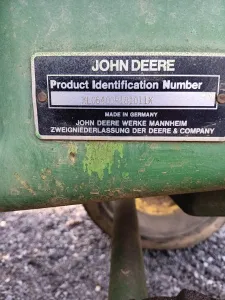 JOHN DEERE
Product Identification Number
MADE IN GERMANY
JOHN DEERE WERKE MANNHEIM
ZWEIGNIEDERLASSUNG DER DEERE & COMPANY